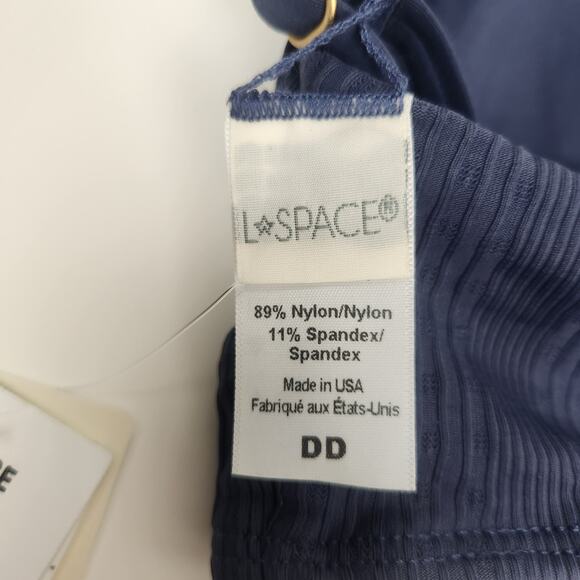 L☆SPACE®
89% Nylon/Nylon
11% Spandex/
Spandex
Made in USA
Fabriqué aux États-Unis
DD